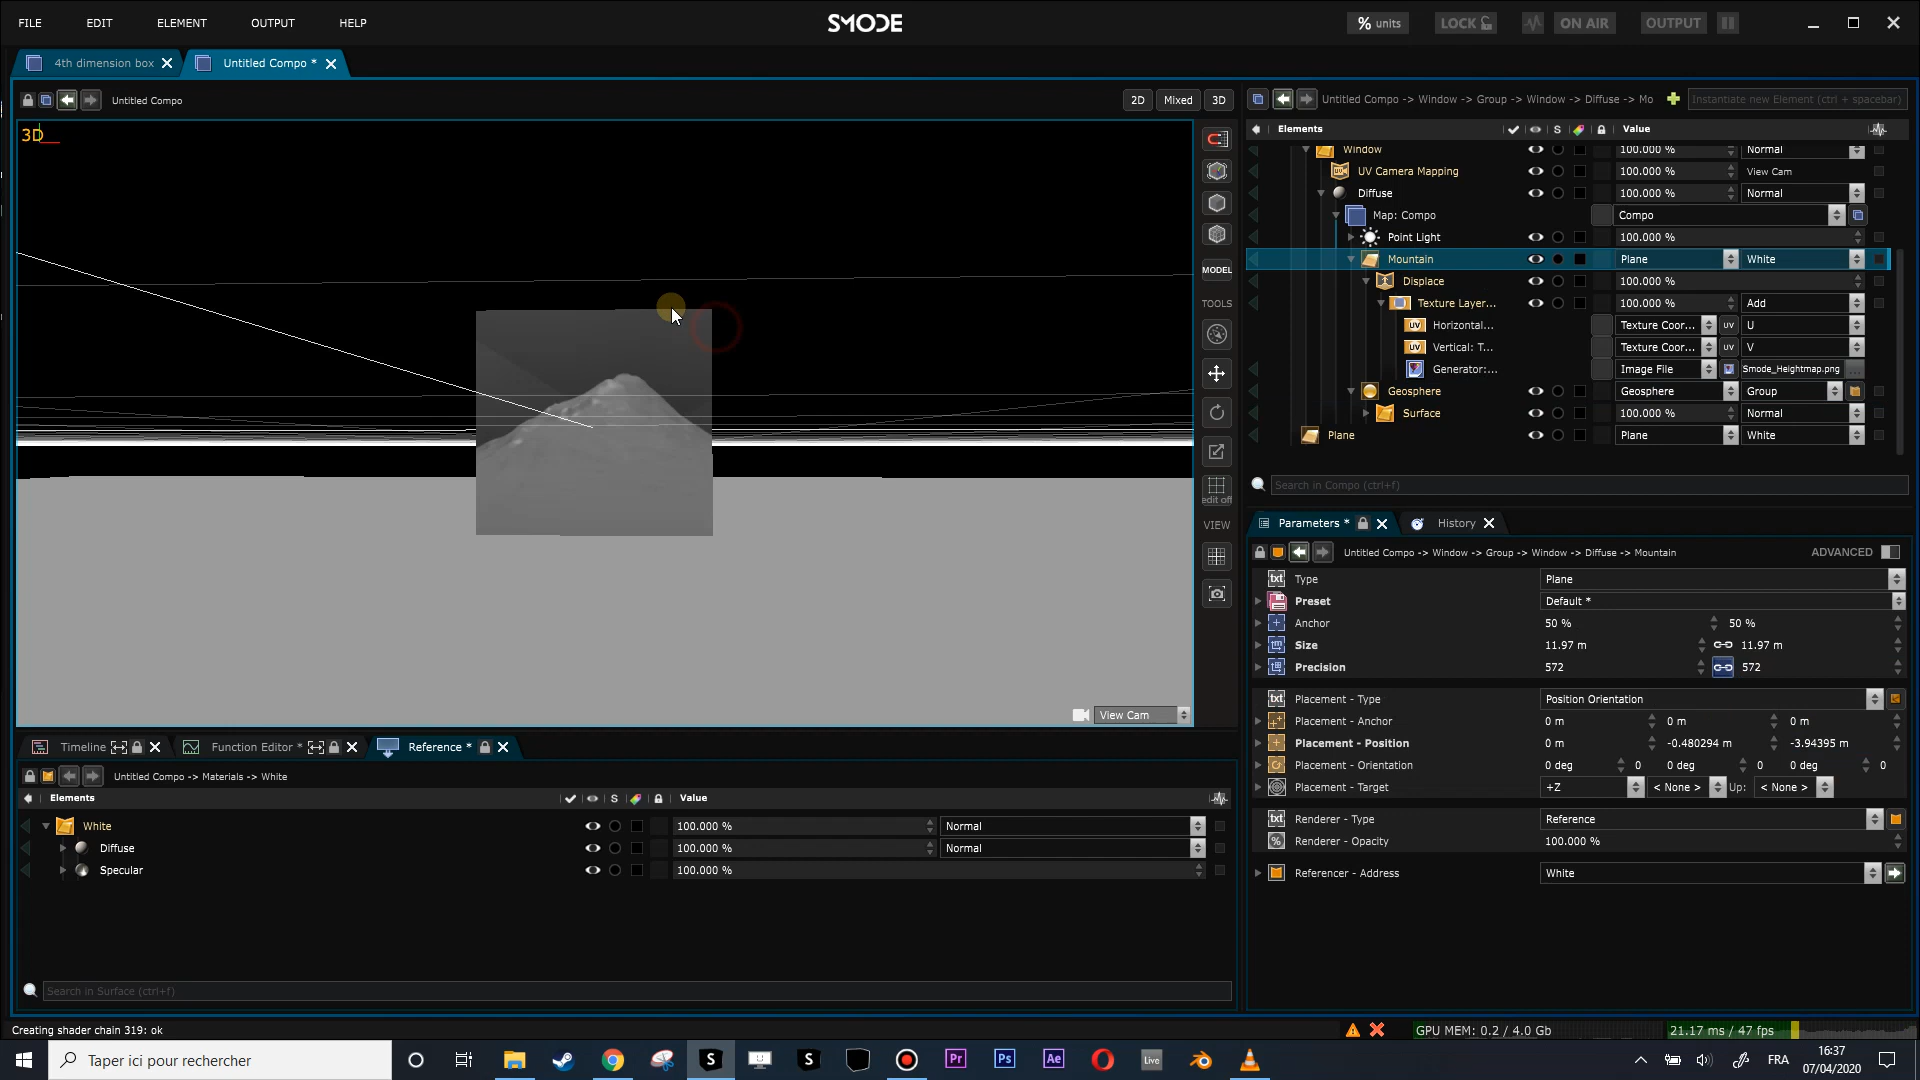 FILE EDIT ELEMENT OUTPUT HELP SMODE % units LOCK ON AIR OUTPUT
4th dimension box Untitled Compo *
Untitled Compo 2D Mixed 3D
3D
MODEL
TOOLS
edit off
VIEW
View Cam
Untitled Compo -> Window -> Group -> Window -> Diffuse -> Mo Instantiate new Element (ctrl + spacebar)
Elements S Value
Window 100.000 % Normal
UV Camera Mapping 100.000 % View Cam
Diffuse 100.000 % Normal
Map: Compo Compo
Point Light 100.000 %
Mountain Plane White
Displace 100.000 %
Texture Layer... 100.000 % Add
UV Horizontal... Texture Coor... UV U
UV Vertical: T... Texture Coor... UV V
Generator:... Image File Smode_Heightmap.png ...
Geosphere Geosphere Group
Surface 100.000 % Normal
Plane Plane White
Search in Compo (ctrl+f)
Parameters * History
Untitled Compo -> Window -> Group -> Window -> Diffuse -> Mountain ADVANCED
txt Type Plane
Preset Default *
Anchor 50 % 50 %
Size 11.97 m 11.97 m
Precision 572 572
txt Placement - Type Position Orientation
Placement - Anchor 0 m 0 m 0 m
Placement - Position 0 m -0.480294 m -3.94395 m
Placement - Orientation 0 deg 0 0 deg 0 0 deg 0
Placement - Target +Z < None > Up: < None >
txt Renderer - Type Reference
% Renderer - Opacity 100.000 %
Referencer - Address White
Timeline Function Editor * Reference *
Untitled Compo -> Materials -> White
Elements S Value
White 100.000 % Normal
Diffuse 100.000 % Normal
Specular 100.000 %
Search in Surface (ctrl+f)
Creating shader chain 319: ok GPU MEM: 0.2 / 4.0 Gb 21.17 ms / 47 fps
Taper ici pour rechercher S S Pr Ps Ae Live FRA 16:37
07/04/2020